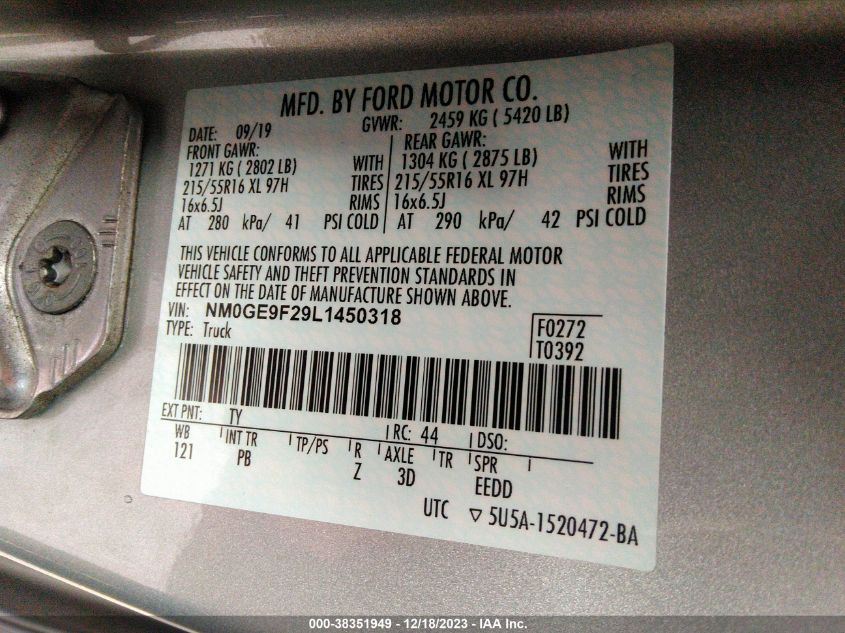 MFD. BY FORD MOTOR CO.
DATE: 09/19 GVWR: 2459 KG ( 5420 LB)
FRONT GAWR: REAR GAWR:
1271 KG ( 2802 LB) WITH 1304 KG ( 2875 LB) WITH
215/55R16 XL 97H TIRES 215/55R16 XL 97H TIRES
16x6.5J RIMS 16x6.5J RIMS
AT 280 kPa/ 41 PSI COLD AT 290 kPa/ 42 PSI COLD
THIS VEHICLE CONFORMS TO ALL APPLICABLE FEDERAL MOTOR
VEHICLE SAFETY AND THEFT PREVENTION STANDARDS IN
EFFECT ON THE DATE OF MANUFACTURE SHOWN ABOVE.
VIN: NM0GE9F29L1450318 F0272
TYPE: Truck T0392
EXT PNT: TY RC: 44 DSO:
WB INT TR TP/PS R AXLE TR SPR
121 PB Z 3D EEDD
UTC ▽ 5U5A-1520472-BA
000-38351949 - 12/18/2023 - IAA Inc.